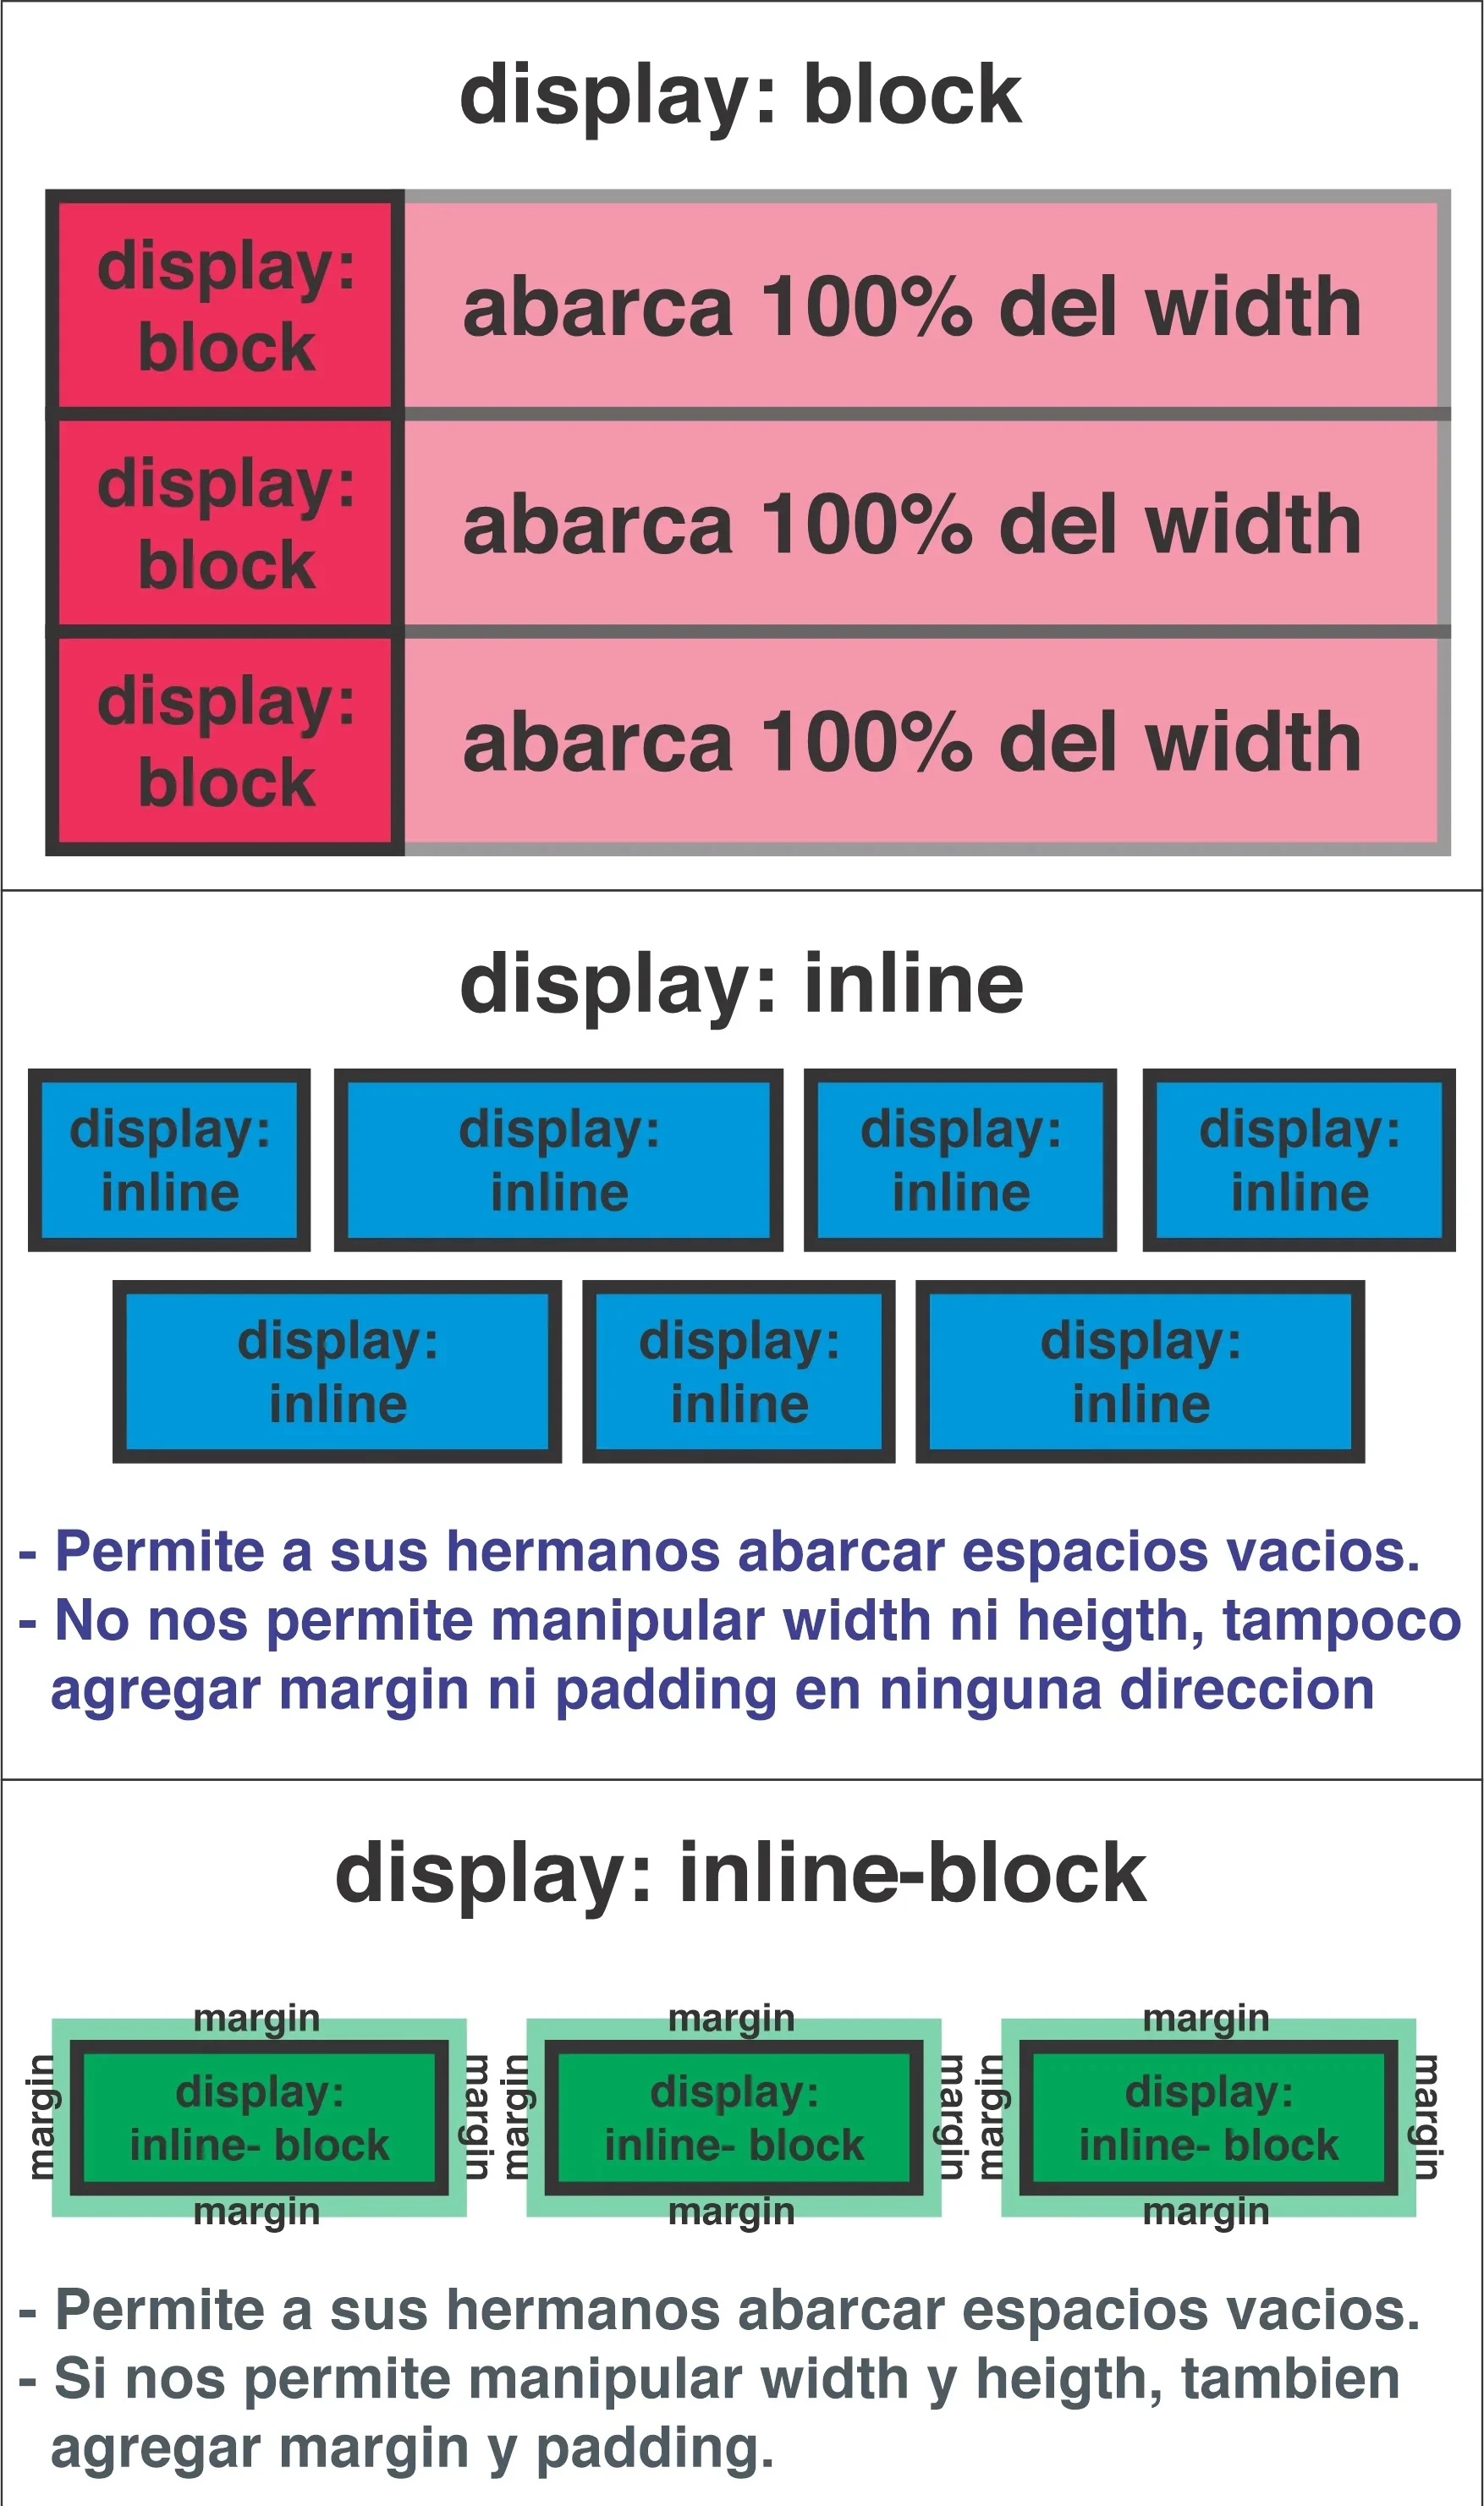 display: block
display:
block
abarca 100% del width
display:
block
abarca 100% del width
display:
block
abarca 100% del width
display: inline
display:
inline
display:
inline
display:
inline
display:
inline
display:
inline
display:
inline
display:
inline
- Permite a sus hermanos abarcar espacios vacios.
- No nos permite manipular width ni heigth, tampoco
agregar margin ni padding en ninguna direccion
display: inline-block
margin
margin
display:
inline- block
margin
margin
margin
margin
display:
inline- block
margin
margin
margin
margin
display:
inline- block
margin
margin
- Permite a sus hermanos abarcar espacios vacios.
- Si nos permite manipular width y heigth, tambien
agregar margin y padding.